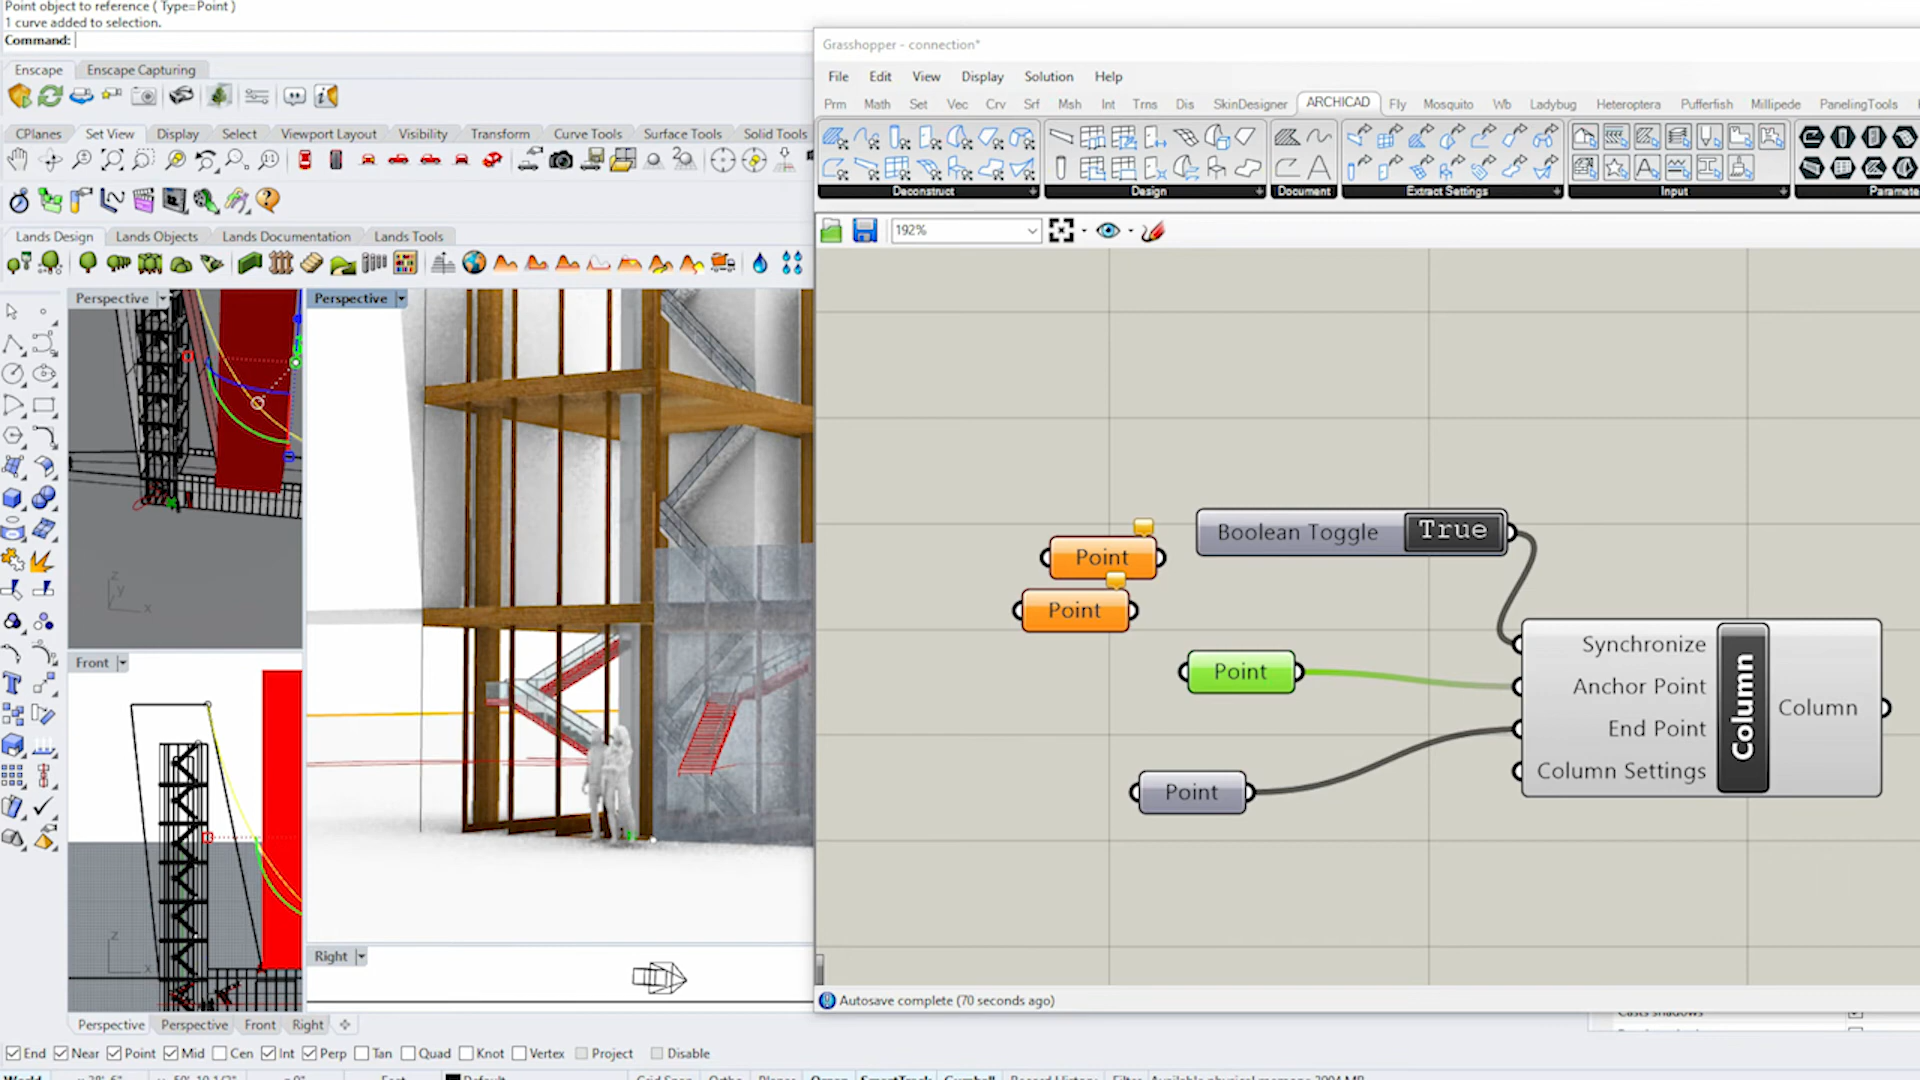 Point object to reference ( Type=Point )
1 curve added to selection.
Command:
Enscape Enscape Capturing
CPlanes Set View Display Select Viewport Layout Visibility Transform Curve Tools Surface Tools Solid Tools
Lands Design Lands Objects Lands Documentation Lands Tools
Perspective
Perspective
z
y
x
Front
z
x
Right
Perspective Perspective Front Right
End Near Point Mid Cen Int Perp Tan Quad Knot Vertex Project Disable
Grasshopper - connection*
File Edit View Display Solution Help
Prm Math Set Vec Crv Srf Msh Int Trns Dis SkinDesigner ARCHICAD Fly Mosquito Wb Ladybug Heteroptera Pufferfish Millipede PanelingTools
Deconstruct Design Document Extract Settings Input Paramete
192%
Boolean Toggle True
Point
Point
Point
Point
Synchronize
Anchor Point
End Point
Column Settings
Column
Column
Autosave complete (70 seconds ago)